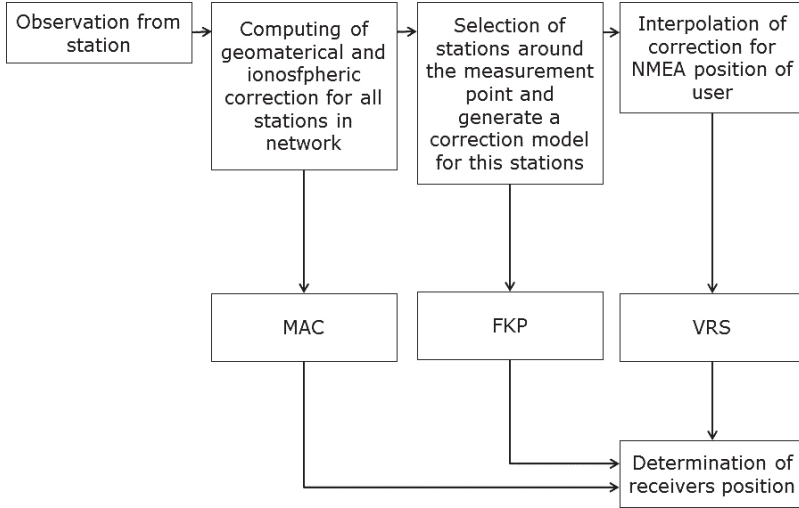 Observation from
station
Computing of
geomaterical and
ionosfpheric
correction for all
stations in
network
Selection of
stations around
the measurement
point and
generate a
correction model
for this stations
Interpolation of
correction for
NMEA position of
user
MAC
FKP
VRS
Determination of
receivers position